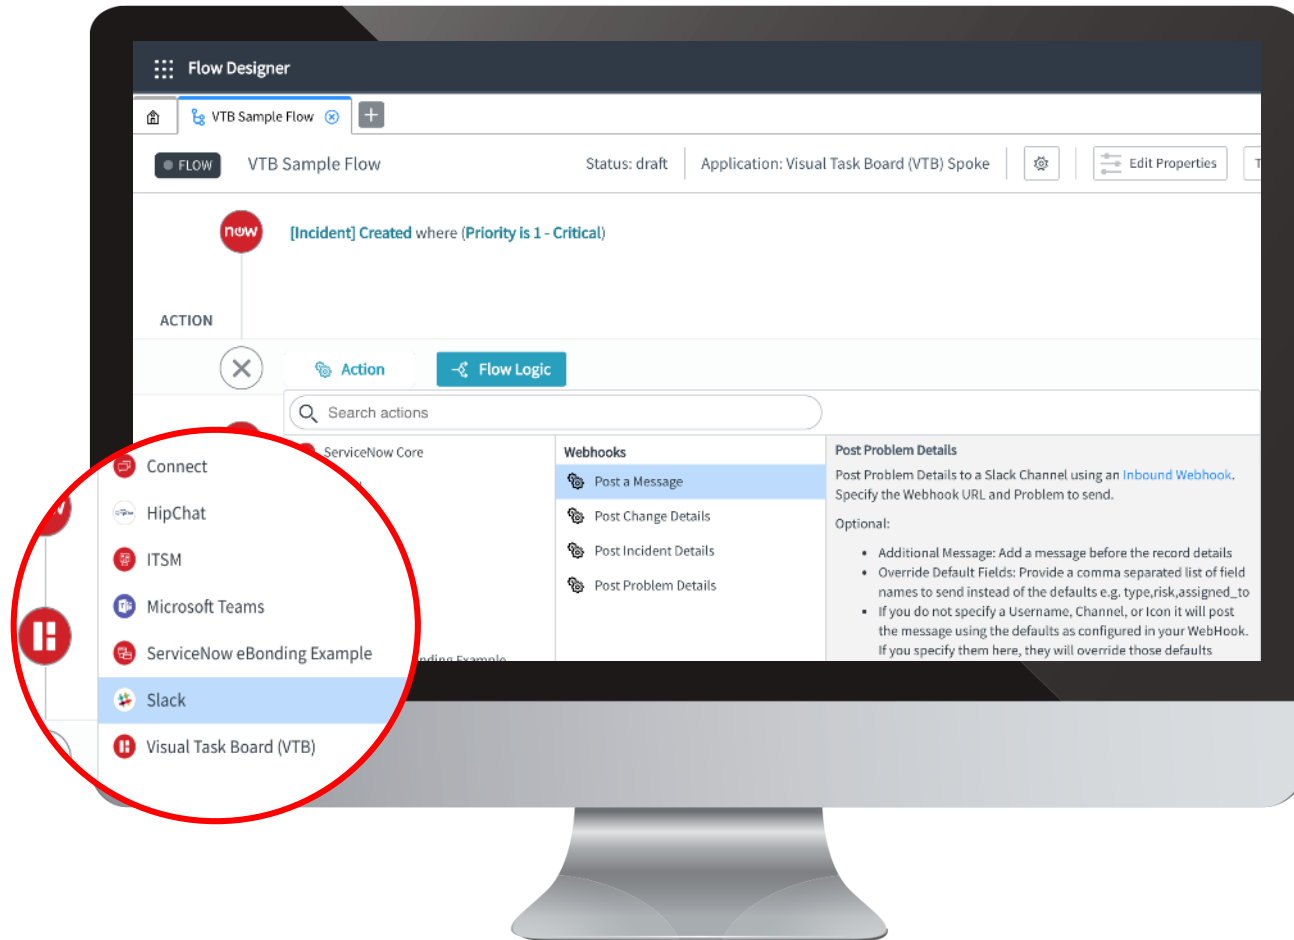 Flow Designer
VTB Sample Flow
FLOW
VTB Sample Flow
Status: draft
Application: Visual Task Board (VTB) Spoke
Edit Properties
T
now
[Incident] Created where (Priority is 1 - Critical)
ACTION
Action
Flow Logic
Search actions
ServiceNow Core
Connect
HipChat
ITSM
Microsoft Teams
ServiceNow eBonding Example
Slack
Visual Task Board (VTB)
Example
Webhooks
Post a Message
Post Change Details
Post Incident Details
Post Problem Details
Post Problem Details
Post Problem Details to a Slack Channel using an Inbound Webhook.
Specify the Webhook URL and Problem to send.
Optional:
• Additional Message: Add a message before the record details
• Override Default Fields: Provide a comma separated list of field
names to send instead of the defaults e.g. type,risk,assigned_to
• If you do not specify a Username, Channel, or Icon it will post
the message using the defaults as configured in your WebHook.
If you specify them here, they will override those defaults